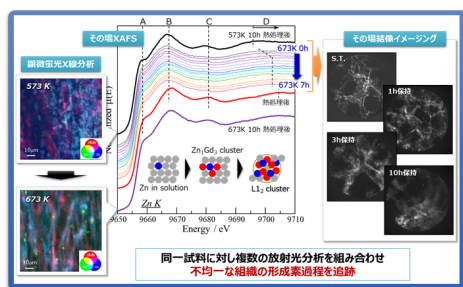 その場XAFS
その場結像イメージング
顕微蛍光X線分析
A
B
C
D
573K 10h 熱処理後
673K 0h
673K 7h
熱処理後
673K 10h 熱処理後
573 K
10μm
673 K
10μm
S.T.
1h保持
3h保持
10h保持
Zn1Gd3 cluster
Zn in solution
L12 cluster
Zn K
9650
9660
9670
9680
9690
9700
9710
Energy / eV
同一試料に対し複数の放射光分析を組み合わせ
不均一な組織の形成素過程を追跡